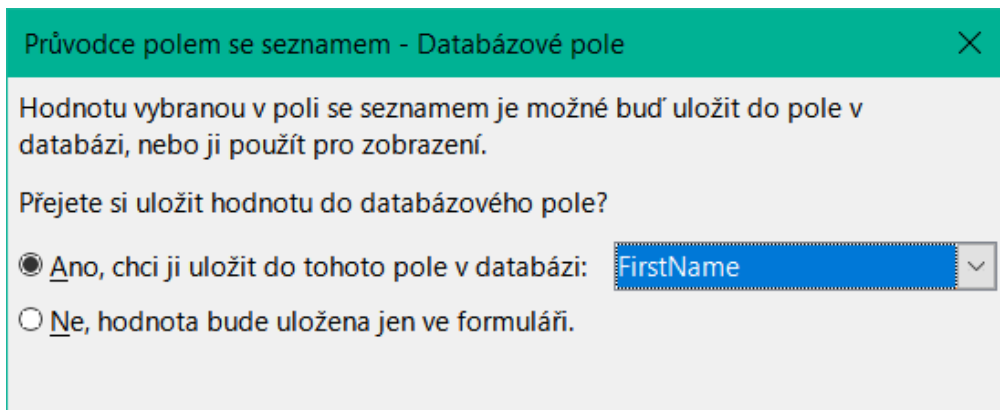 Průvodce polem se seznamem - Databázové pole
Hodnotu vybranou v poli se seznamem je možné buď uložit do pole v
databázi, nebo ji použít pro zobrazení.
Přejete si uložit hodnotu do databázového pole?
Ano, chci ji uložit do tohoto pole v databázi: FirstName
Ne, hodnota bude uložena jen ve formuláři.